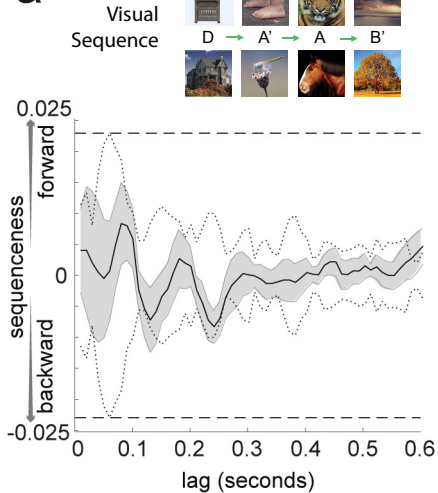 Visual
Sequence
D → A' → A → B'
0.025
forward
sequenceness
0
backward
-0.025
0 0.1 0.2 0.3 0.4 0.5 0.6
lag (seconds)